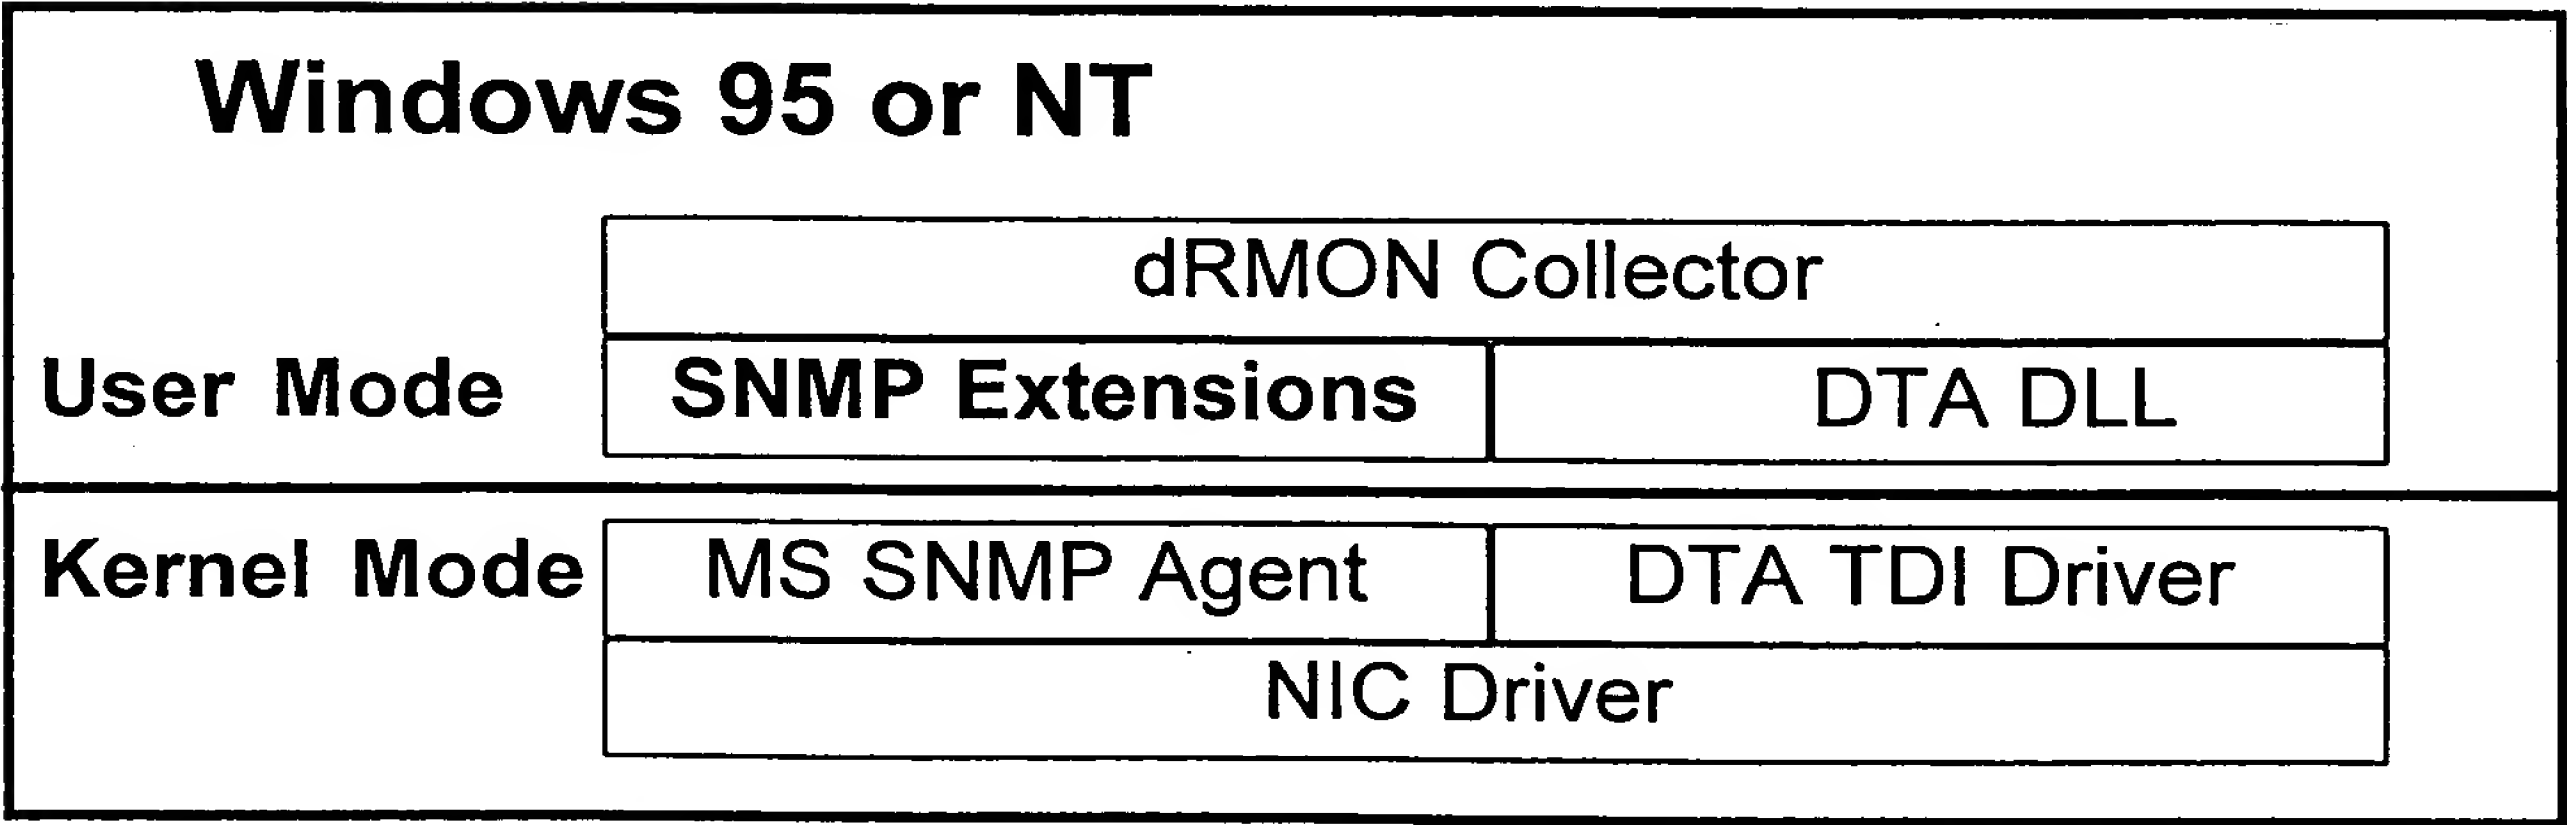 Windows 95 or NT
dRMON Collector
User Mode
SNMP Extensions
DTA DLL
Kernel Mode
MS SNMP Agent
DTA TDI Driver
NIC Driver